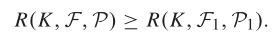 R(K, ℱ, 𝒫) ≥ R(K, ℱ₁, 𝒫₁).